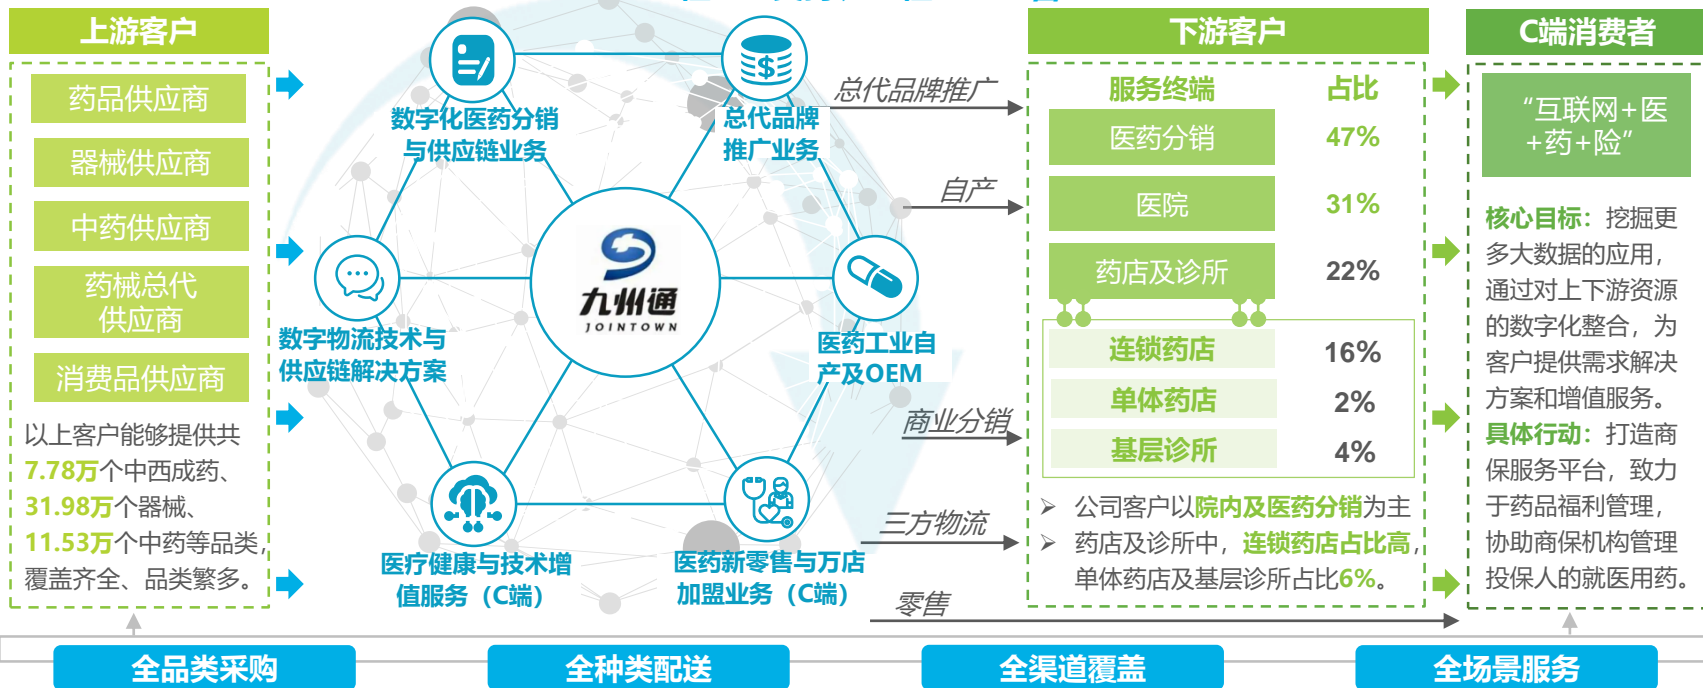 上游客户
药品供应商
器械供应商
中药供应商
药械总代
供应商
消费品供应商
以上客户能够提供共
7.78万个中西成药、
31.98万个器械、
11.53万个中药等品类，
覆盖齐全、品类繁多。
数字化医药分销
与供应链业务
总代品牌
推广业务
数字物流技术与
供应链解决方案
九州通
JOINTOWN
医药工业自
产及OEM
医疗健康与技术增
值服务（C端）
医药新零售与万店
加盟业务（C端）
总代品牌推广
自产
商业分销
三方物流
零售
下游客户
服务终端 占比
医药分销 47%
医院 31%
药店及诊所 22%
连锁药店 16%
单体药店 2%
基层诊所 4%
➢ 公司客户以院内及医药分销为主
➢ 药店及诊所中，连锁药店占比高，
单体药店及基层诊所占比6%。
C端消费者
“互联网+医
+药+险”
核心目标：挖掘更
多大数据的应用，
通过对上下游资源
的数字化整合，为
客户提供需求解决
方案和增值服务。
具体行动：打造商
保服务平台，致力
于药品福利管理，
协助商保机构管理
投保人的就医用药。
全品类采购
全种类配送
全渠道覆盖
全场景服务